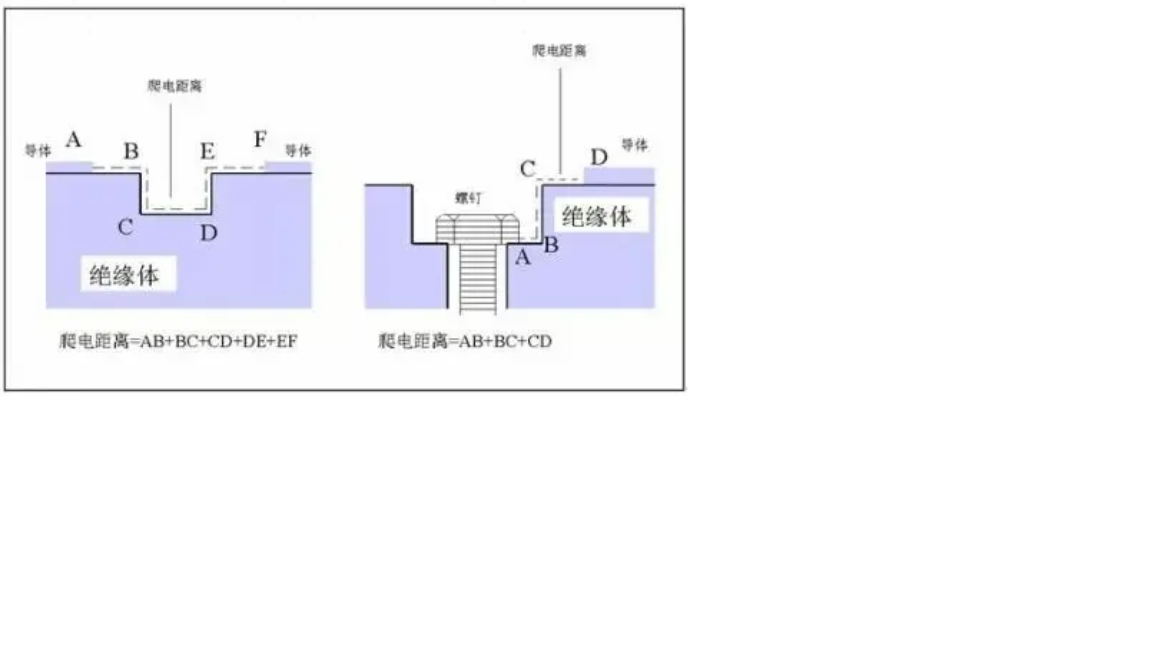 爬电距离
导体
A
B
E
F
导体
C
D
绝缘体
爬电距离=AB+BC+CD+DE+EF
爬电距离
导体
D
C
螺钉
绝缘体
B
A
爬电距离=AB+BC+CD